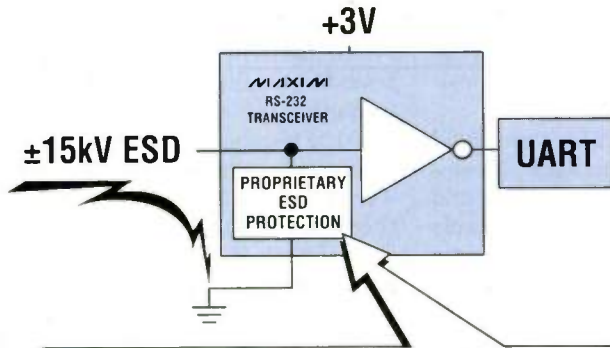 +3V
MAXIM
RS-232
TRANSCEIVER
±15kV ESD
UART
PROPRIETARY
ESD
PROTECTION